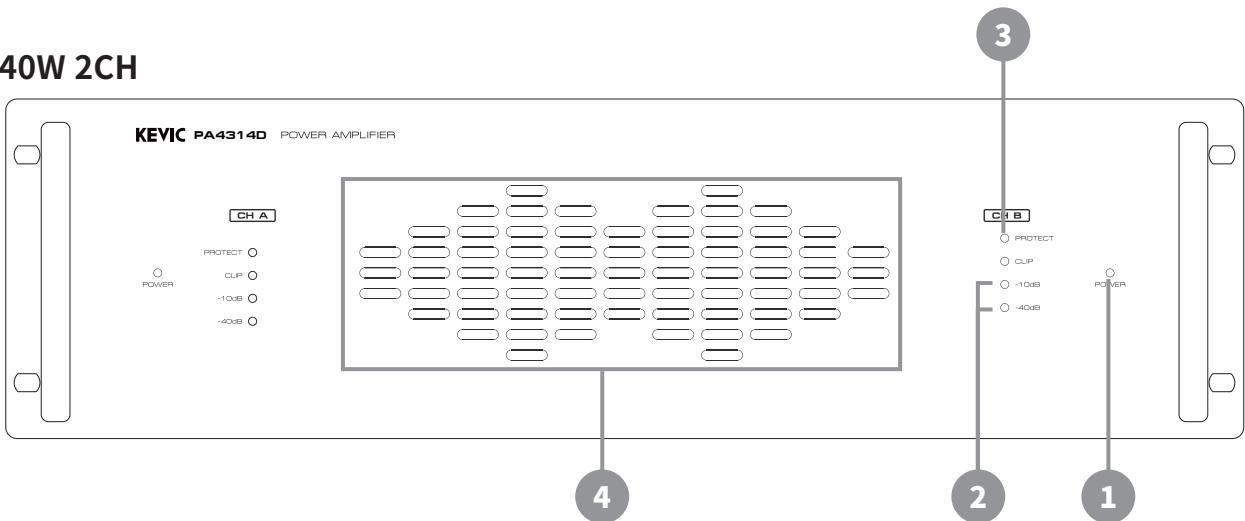 3
40W 2CH
KEVIC PA4314D POWER AMPLIFIER
CH A
PROTECT
CLIP
-10dB
-40dB
POWER
CH B
PROTECT
CLIP
-10dB
-40dB
POWER
4
2
1